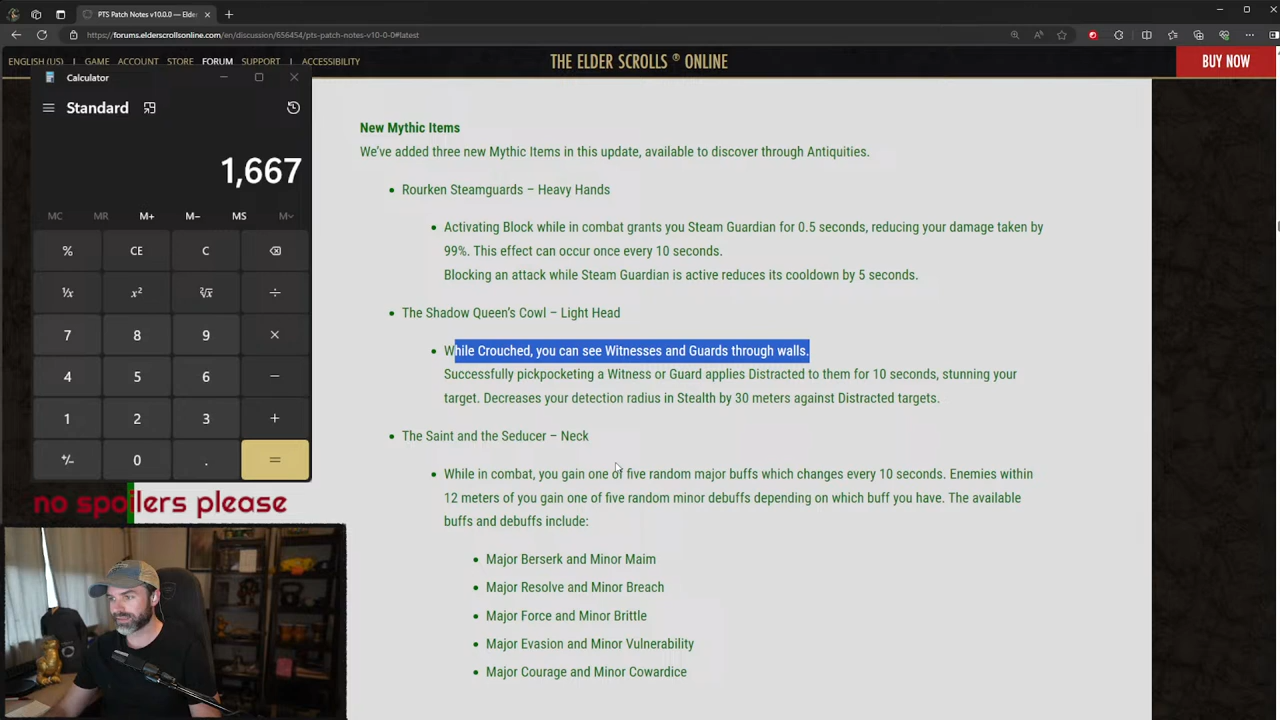 PTS Patch Notes v10.0.0 — Elder
https://forums.elderscrollsonline.com/en/discussion/656454/pts-patch-notes-v10-0-0#latest
ENGLISH (US) | GAME ACCOUNT STORE FORUM SUPPORT | ACCESSIBILITY
THE ELDER SCROLLS ® ONLINE
BUY NOW
Calculator
Standard
1,667
MC MR M+ M− MS M
% CE C
¹/x x² ²√x ÷
7 8 9 ×
4 5 6 −
1 2 3 +
+/− 0 . =
no spoilers please
New Mythic Items
We've added three new Mythic Items in this update, available to discover through Antiquities.
• Rourken Steamguards – Heavy Hands
• Activating Block while in combat grants you Steam Guardian for 0.5 seconds, reducing your damage taken by
99%. This effect can occur once every 10 seconds.
Blocking an attack while Steam Guardian is active reduces its cooldown by 5 seconds.
• The Shadow Queen's Cowl – Light Head
• While Crouched, you can see Witnesses and Guards through walls.
Successfully pickpocketing a Witness or Guard applies Distracted to them for 10 seconds, stunning your
target. Decreases your detection radius in Stealth by 30 meters against Distracted targets.
• The Saint and the Seducer – Neck
• While in combat, you gain one of five random major buffs which changes every 10 seconds. Enemies within
12 meters of you gain one of five random minor debuffs depending on which buff you have. The available
buffs and debuffs include:
• Major Berserk and Minor Maim
• Major Resolve and Minor Breach
• Major Force and Minor Brittle
• Major Evasion and Minor Vulnerability
• Major Courage and Minor Cowardice